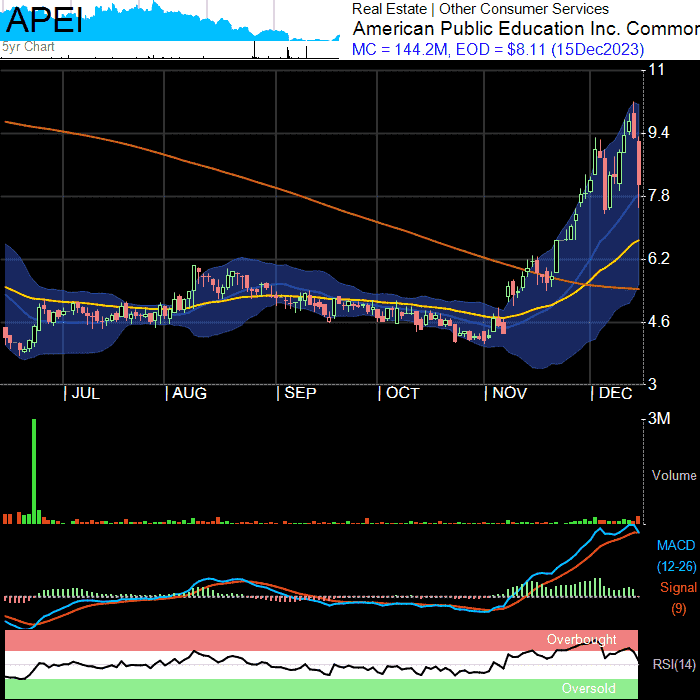 APEI
5yr Chart
Real Estate | Other Consumer Services
American Public Education Inc. Common
MC = 144.2M, EOD = $8.11 (15Dec2023)
11
9.4
7.8
6.2
4.6
3
JUL AUG SEP OCT NOV DEC
3M
Volume
MACD
(12-26)
Signal
(9)
Overbought
RSI(14)
Oversold